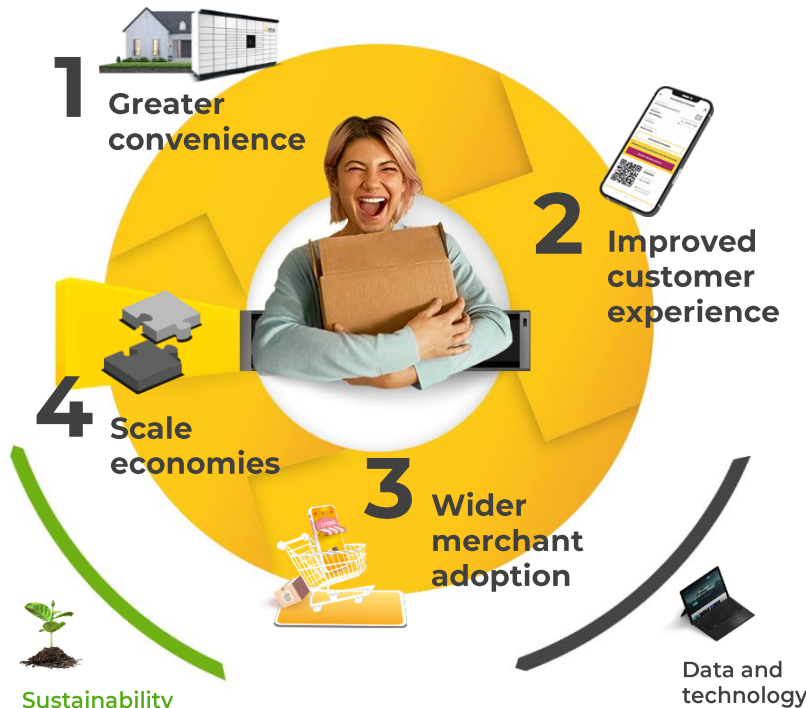 1
Greater
convenience
2
Improved
customer
experience
4
Scale
economies
3
Wider
merchant
adoption
Sustainability
Data and
technology